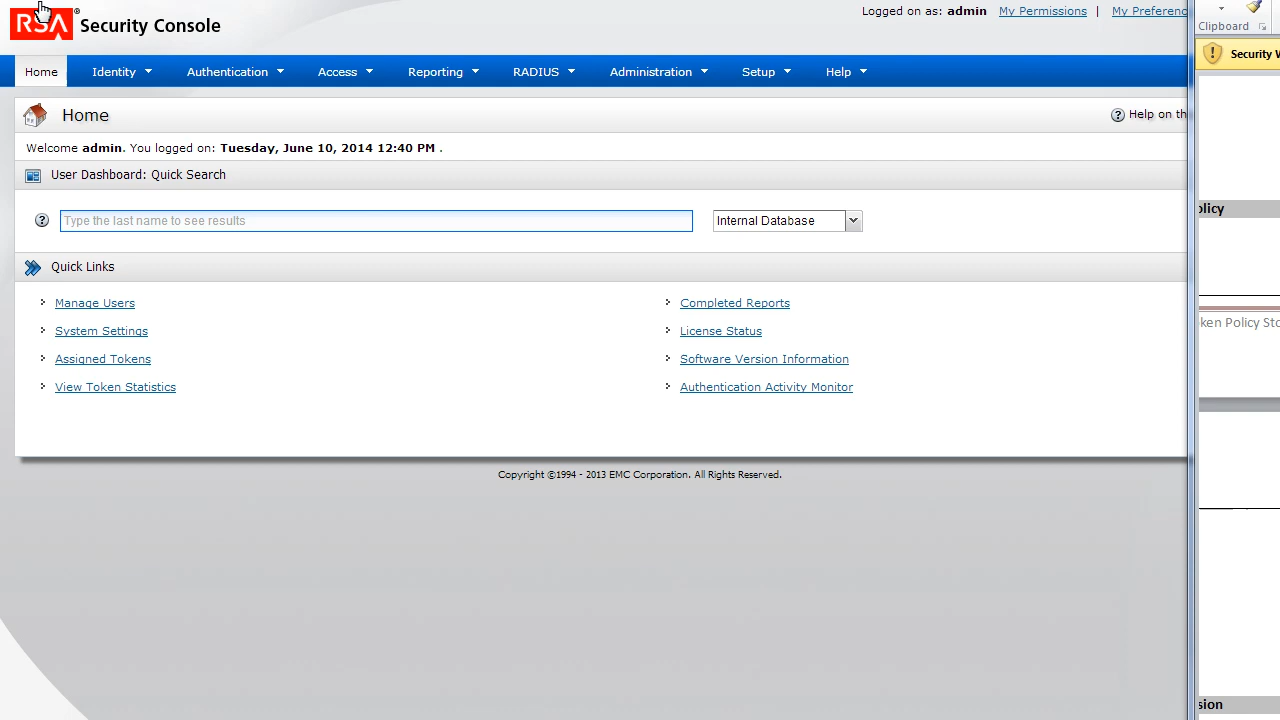 RSA® Security Console
Logged on as: admin My Permissions | My Preferenc
Home Identity Authentication Access Reporting RADIUS Administration Setup Help
Home
Help on th
Welcome admin. You logged on: Tuesday, June 10, 2014 12:40 PM .
User Dashboard: Quick Search
Type the last name to see results
Internal Database
Quick Links
Manage Users
System Settings
Assigned Tokens
View Token Statistics
Completed Reports
License Status
Software Version Information
Authentication Activity Monitor
Copyright ©1994 - 2013 EMC Corporation. All Rights Reserved.
Clipboard
Security W
olicy
ken Policy Sto
sion